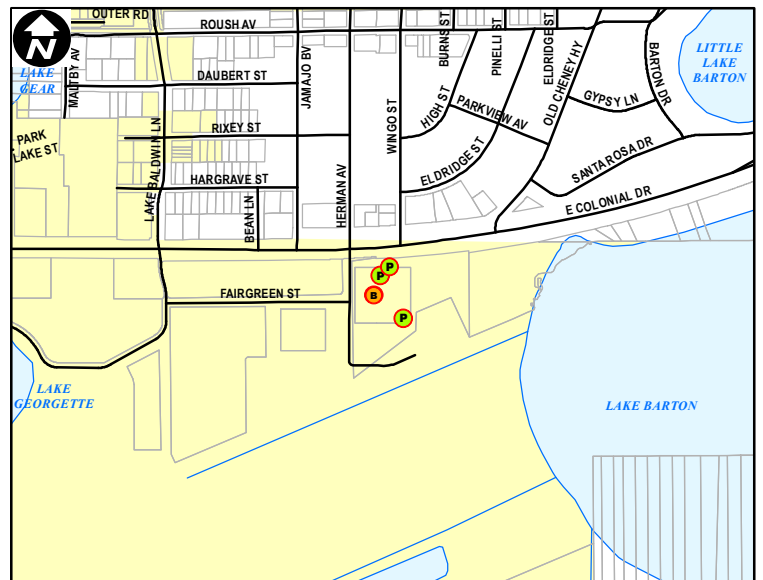 OUTER RD
ROUSH AV
N
LAKE
GEAR
MALTBY AV
DAUBERT ST
JAMAJO BV
BURNS ST
PINELLI ST
ELDRIDGE ST
OLD CHENEY HY
BARTON DR
LITTLE
LAKE
BARTON
GYPSY LN
HIGH ST
PARKVIEW AV
WINGO ST
RIXEY ST
PARK
LAKE ST
LAKE BALDWIN LN
HARGRAVE ST
ELDRIDGE ST
SANTA ROSA DR
E COLONIAL DR
BEAN LN
HERMAN AV
P
P
B
P
FAIRGREEN ST
LAKE
GEORGETTE
LAKE BARTON